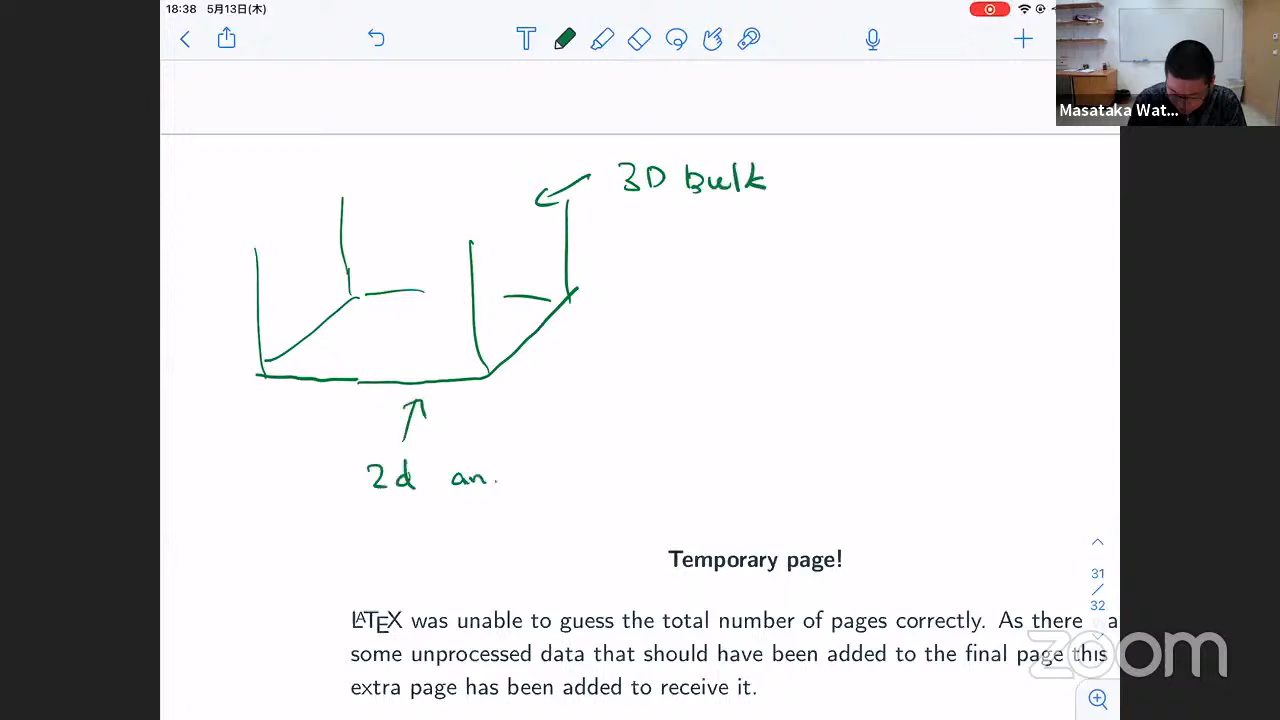 18:38 5月13日(木)
Masataka Wat...
3D bulk
2d an.
31
32
Temporary page!
LATEX was unable to guess the total number of pages correctly. As there wa
some unprocessed data that should have been added to the final page this
extra page has been added to receive it.
zoom